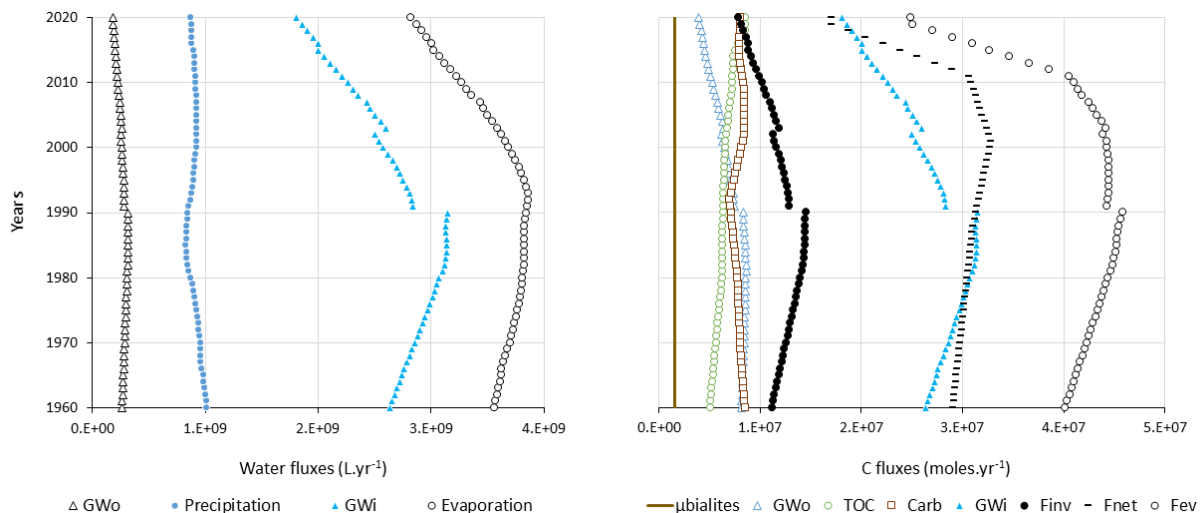 2020
2010
2000
1990
1980
1970
1960
Years
0.E+00 1.E+09 2.E+09 3.E+09 4.E+09
Water fluxes (L.yr⁻¹)
GWo Precipitation GWi Evaporation
0.E+00 1.E+07 2.E+07 3.E+07 4.E+07 5.E+07
C fluxes (moles.yr⁻¹)
μbialites GWo TOC Carb GWi Finv Fnet Fev